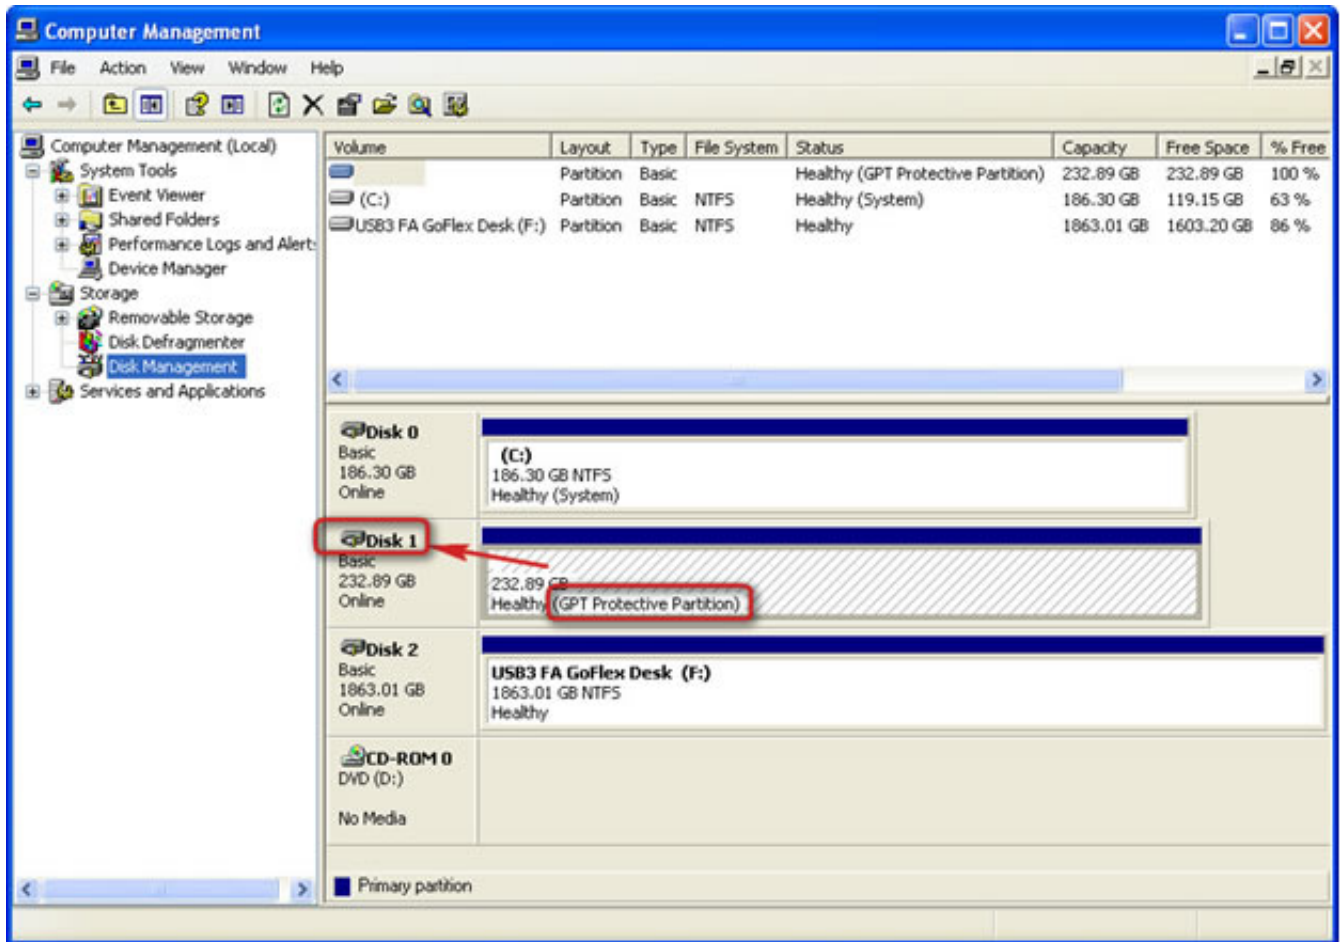 Computer Management
File Action View Window Help
Computer Management (Local)
System Tools
Event Viewer
Shared Folders
Performance Logs and Alert
Device Manager
Storage
Removable Storage
Disk Defragmenter
Disk Management
Services and Applications
Volume Layout Type File System Status Capacity Free Space % Free
Partition Basic Healthy (GPT Protective Partition) 232.89 GB 232.89 GB 100 %
(C:) Partition Basic NTFS Healthy (System) 186.30 GB 119.15 GB 63 %
USB3 FA GoFlex Desk (F:) Partition Basic NTFS Healthy 1863.01 GB 1603.20 GB 86 %
Disk 0
Basic
186.30 GB
Online
(C:)
186.30 GB NTFS
Healthy (System)
Disk 1
Basic
232.89 GB
Online
232.89 GB
Healthy (GPT Protective Partition)
Disk 2
Basic
1863.01 GB
Online
USB3 FA GoFlex Desk (F:)
1863.01 GB NTFS
Healthy
CD-ROM 0
DVD (D:)
No Media
Primary partition